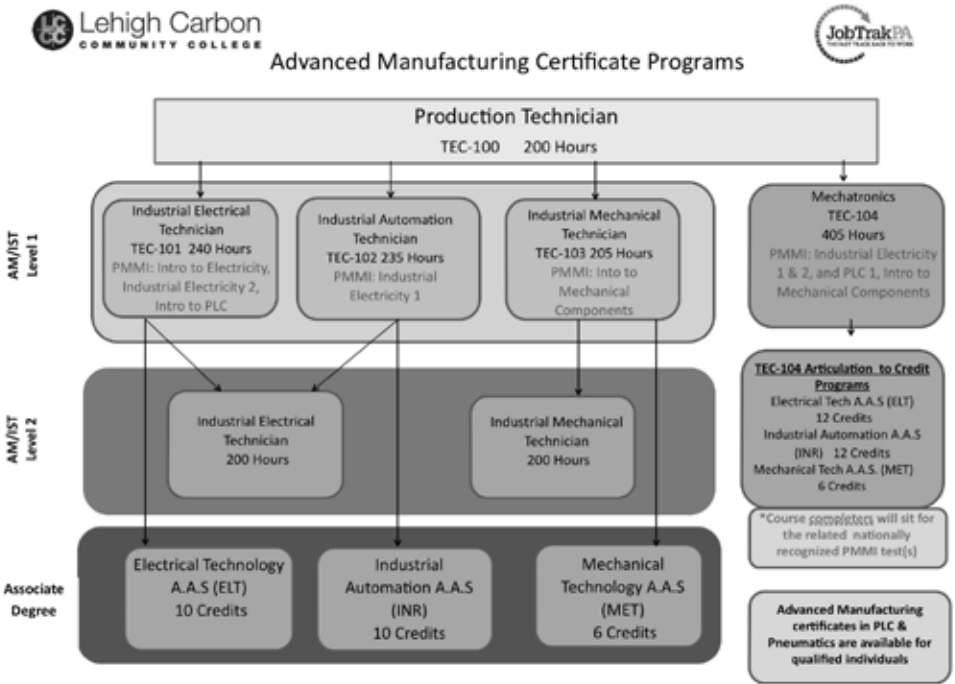 LCCC
Lehigh Carbon
COMMUNITY COLLEGE
JobTrakPA
THE FAST TRACK BACK TO WORK
Advanced Manufacturing Certificate Programs
Production Technician
TEC-100 200 Hours
AM/IST
Level 1
Industrial Electrical
Technician
TEC-101 240 Hours
PMMI: Intro to Electricity,
Industrial Electricity 2,
Intro to PLC
Industrial Automation
Technician
TEC-102 235 Hours
PMMI: Industrial
Electricity 1
Industrial Mechanical
Technician
TEC-103 205 Hours
PMMI: Into to
Mechanical
Components
Mechatronics
TEC-104
405 Hours
PMMI: Industrial Electricity
1 & 2, and PLC 1, Intro to
Mechanical Components
AM/IST
Level 2
Industrial Electrical
Technician
200 Hours
Industrial Mechanical
Technician
200 Hours
TEC-104 Articulation to Credit
Programs
Electrical Tech A.A.S (ELT)
12 Credits
Industrial Automation A.A.S
(INR) 12 Credits
Mechanical Tech A.A.S. (MET)
6 Credits
*Course completers will sit for
the related nationally
recognized PMMI test(s)
Associate
Degree
Electrical Technology
A.A.S (ELT)
10 Credits
Industrial
Automation A.A.S
(INR)
10 Credits
Mechanical
Technology A.A.S
(MET)
6 Credits
Advanced Manufacturing
certificates in PLC &
Pneumatics are available for
qualified individuals